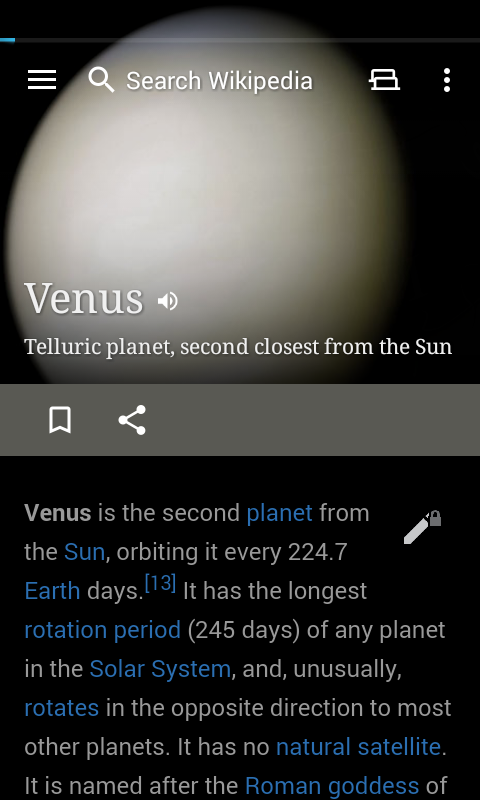 Search Wikipedia
Venus
Telluric planet, second closest from the Sun
Venus is the second planet from
the Sun, orbiting it every 224.7
Earth days.[13] It has the longest
rotation period (245 days) of any planet
in the Solar System, and, unusually,
rotates in the opposite direction to most
other planets. It has no natural satellite.
It is named after the Roman goddess of